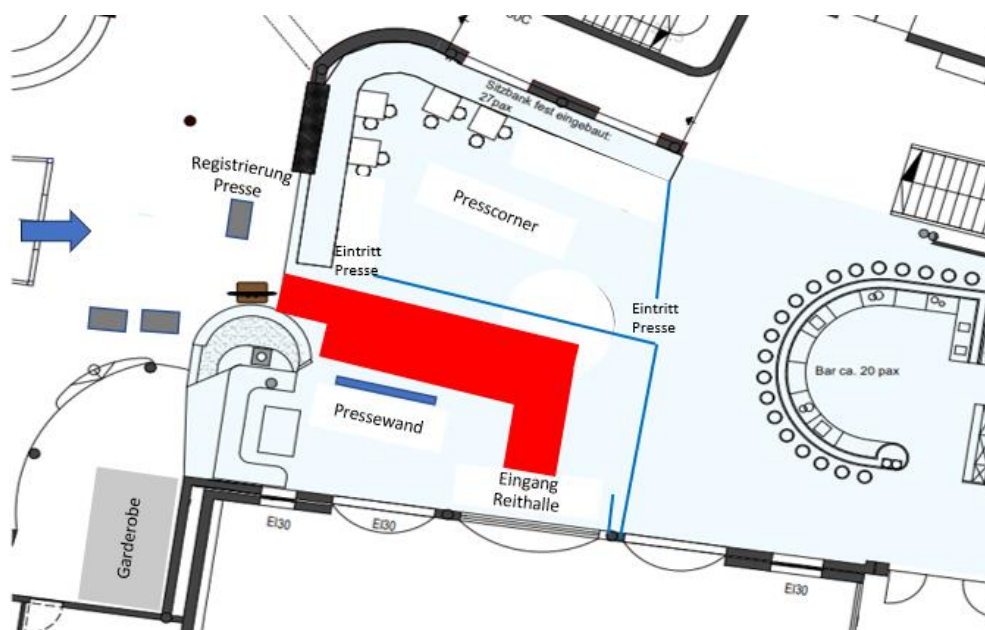 Sitzbank fest eingebaut:
27pax
Registrierung
Presse
Presscorner
Eintritt
Presse
Eintritt
Presse
Bar ca. 20 pax
Pressewand
Eingang
Reithalle
Garderobe
EI30
EI30
EI30